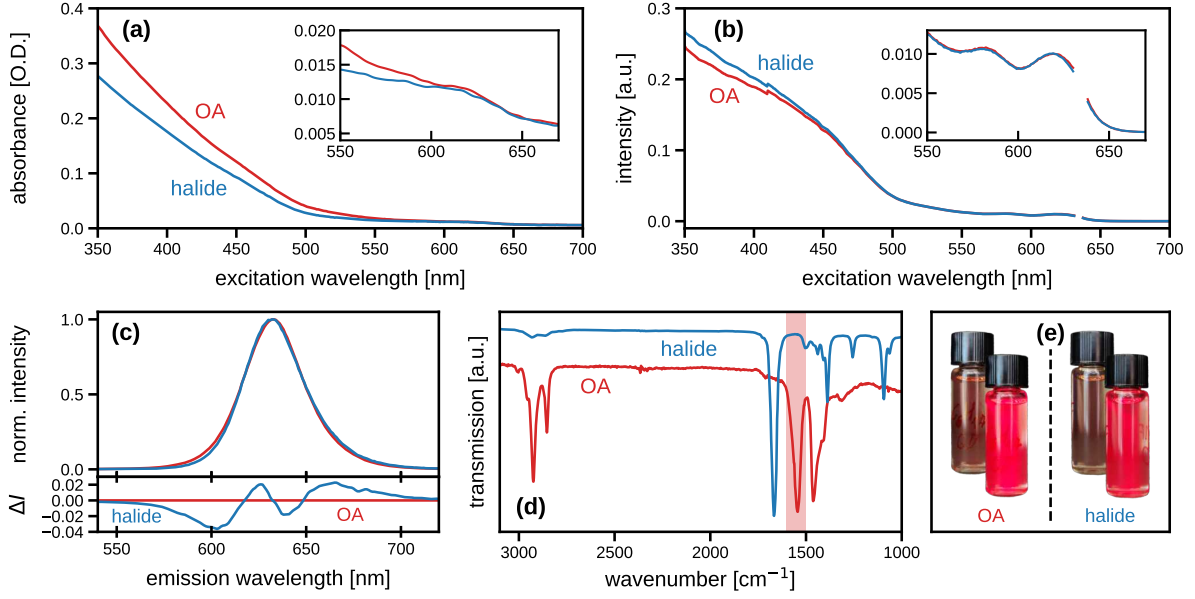 (a)
absorbance [O.D.]
0.4
0.3
0.2
0.1
0.0
OA
halide
0.020
0.015
0.010
0.005
550 600 650
350 400 450 500 550 600 650 700
excitation wavelength [nm]
(b)
intensity [a.u.]
0.3
0.2
0.1
0.0
halide
OA
0.010
0.005
0.000
550 600 650
350 400 450 500 550 600 650 700
excitation wavelength [nm]
(c)
norm. intensity
1.0
0.5
0.0
ΔI
0.02
0.00
−0.02
−0.04
halide
OA
550 600 650 700
emission wavelength [nm]
(d)
transmission [a.u.]
halide
OA
3000 2500 2000 1500 1000
wavenumber [cm⁻¹]
(e)
OA
halide